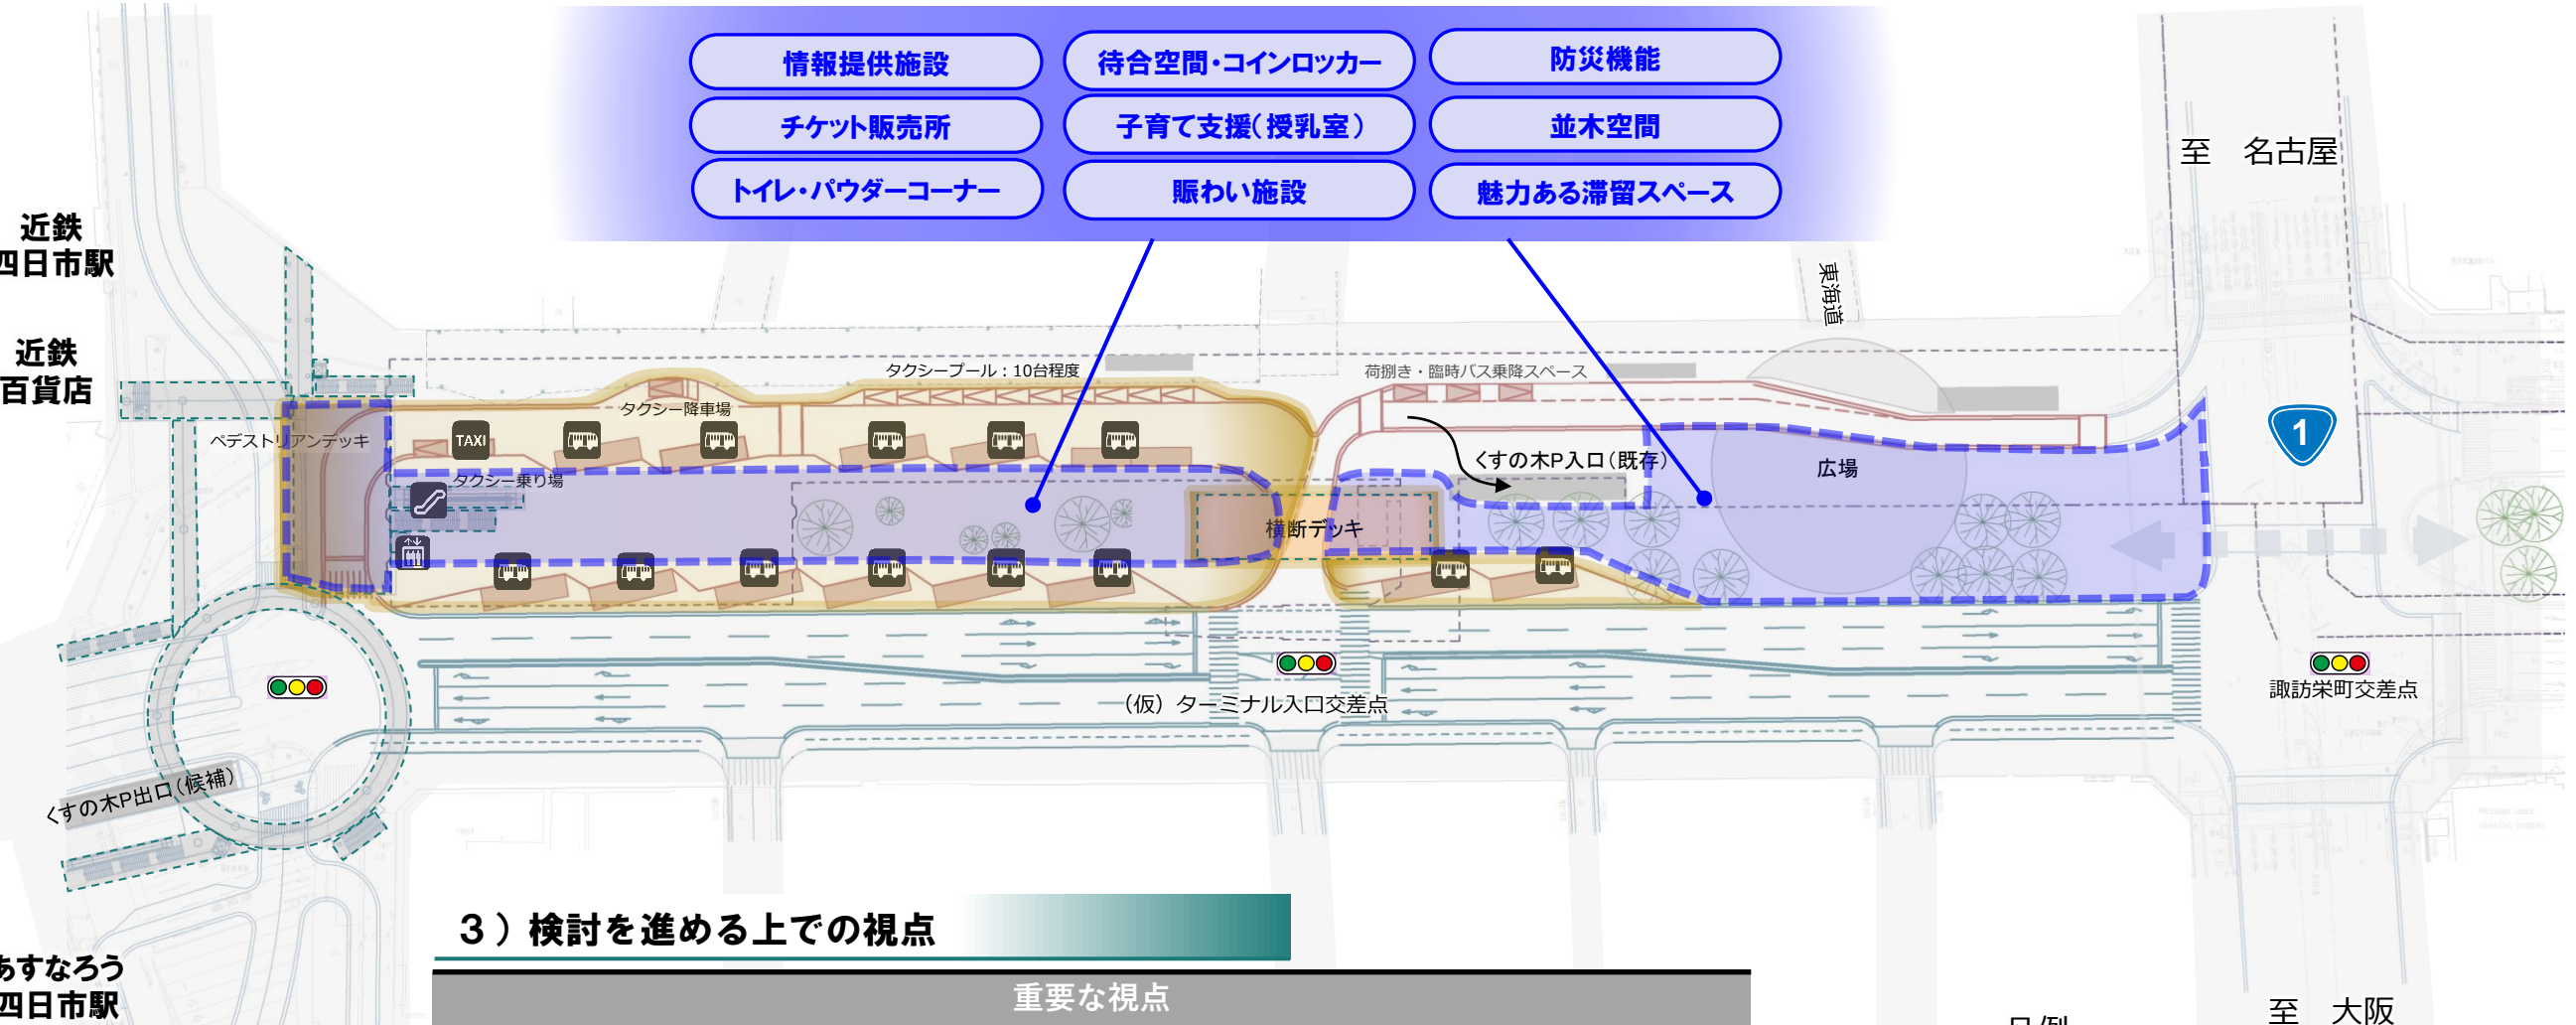 情報提供施設
待合空間・コインロッカー
防災機能
チケット販売所
子育て支援(授乳室)
並木空間
トイレ・パウダーコーナー
賑わい施設
魅力ある滞留スペース
至 名古屋
近鉄
四日市駅
東海道
近鉄
百貨店
タクシープール：10台程度
荷捌き・臨時バス乗降スペース
タクシー降車場
ペデストリアンデッキ
TAXI
1
くすの木P入口(既存)
広場
タクシー乗り場
横断デッキ
(仮) ターミナル入口交差点
諏訪栄町交差点
くすの木P出口(候補)
3) 検討を進める上での視点
あすなろう
四日市駅
重要な視点
至 大阪
凡例